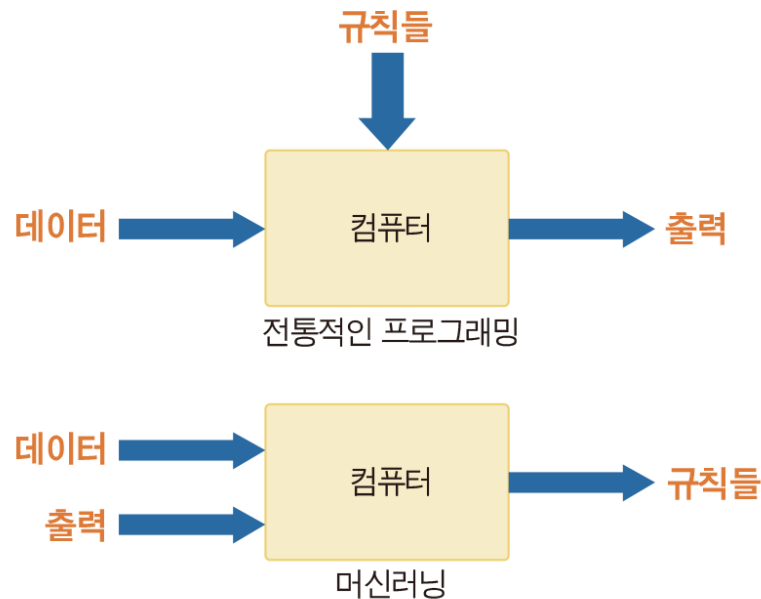 규칙들
데이터
컴퓨터
출력
전통적인 프로그래밍
데이터
출력
컴퓨터
규칙들
머신러닝